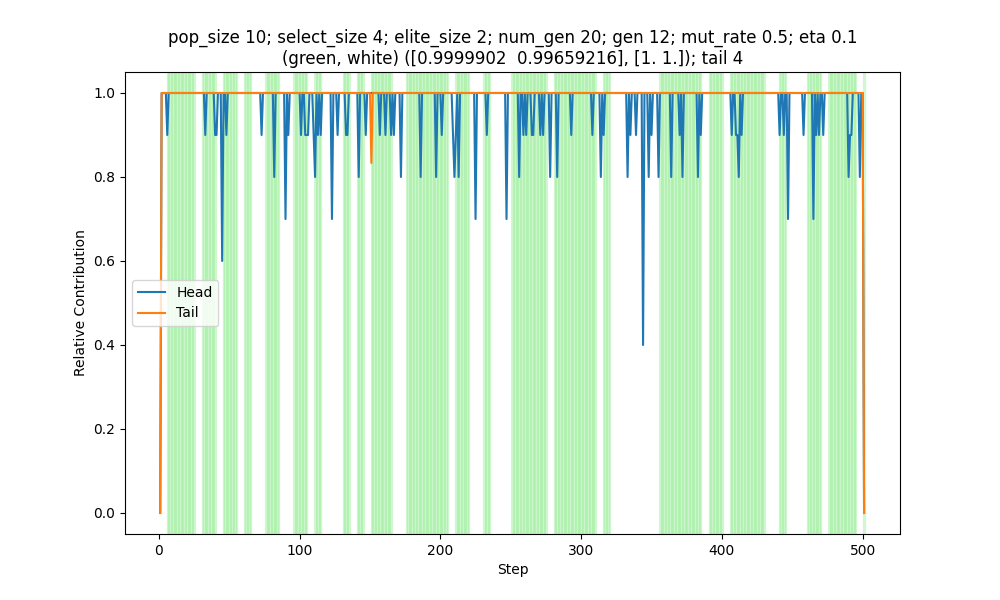 pop_size 10; select_size 4; elite_size 2; num_gen 20; gen 12; mut_rate 0.5; eta 0.1
(green, white) ([0.9999902  0.99659216], [1. 1.]); tail 4
1.0
0.8
0.6
0.4
0.2
0.0
Relative Contribution
Head
Tail
0
100
200
300
400
500
Step